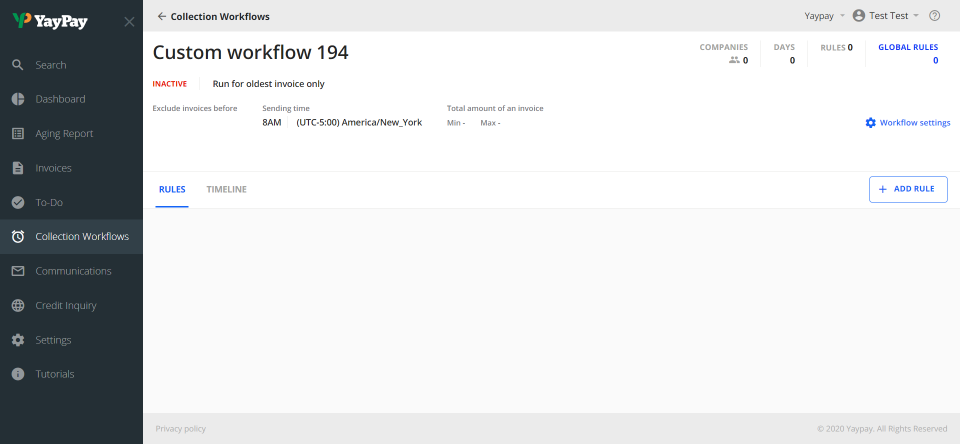 YayPay
Search
Dashboard
Aging Report
Invoices
To-Do
Collection Workflows
Communications
Credit Inquiry
Settings
Tutorials
Collection Workflows
Yaypay
Test Test
Custom workflow 194
COMPANIES
0
DAYS
0
RULES 0
GLOBAL RULES
0
INACTIVE
Run for oldest invoice only
Exclude invoices before
Sending time
8AM (UTC-5:00) America/New_York
Total amount of an invoice
Min - Max -
Workflow settings
RULES
TIMELINE
+ ADD RULE
Privacy policy
© 2020 Yaypay. All Rights Reserved